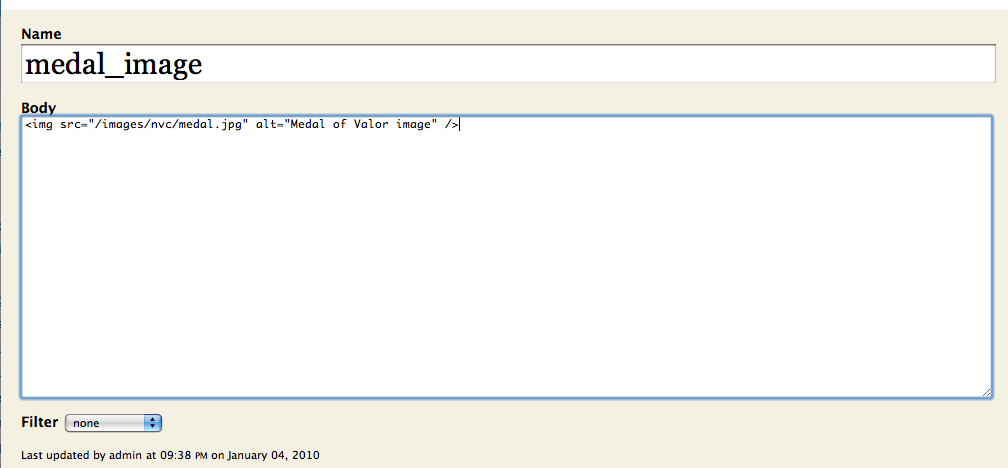 Name
medal_image
Body
<img src="/images/nvc/medal.jpg" alt="Medal of Valor image" />
Filter none
Last updated by admin at 09:38 PM on January 04, 2010